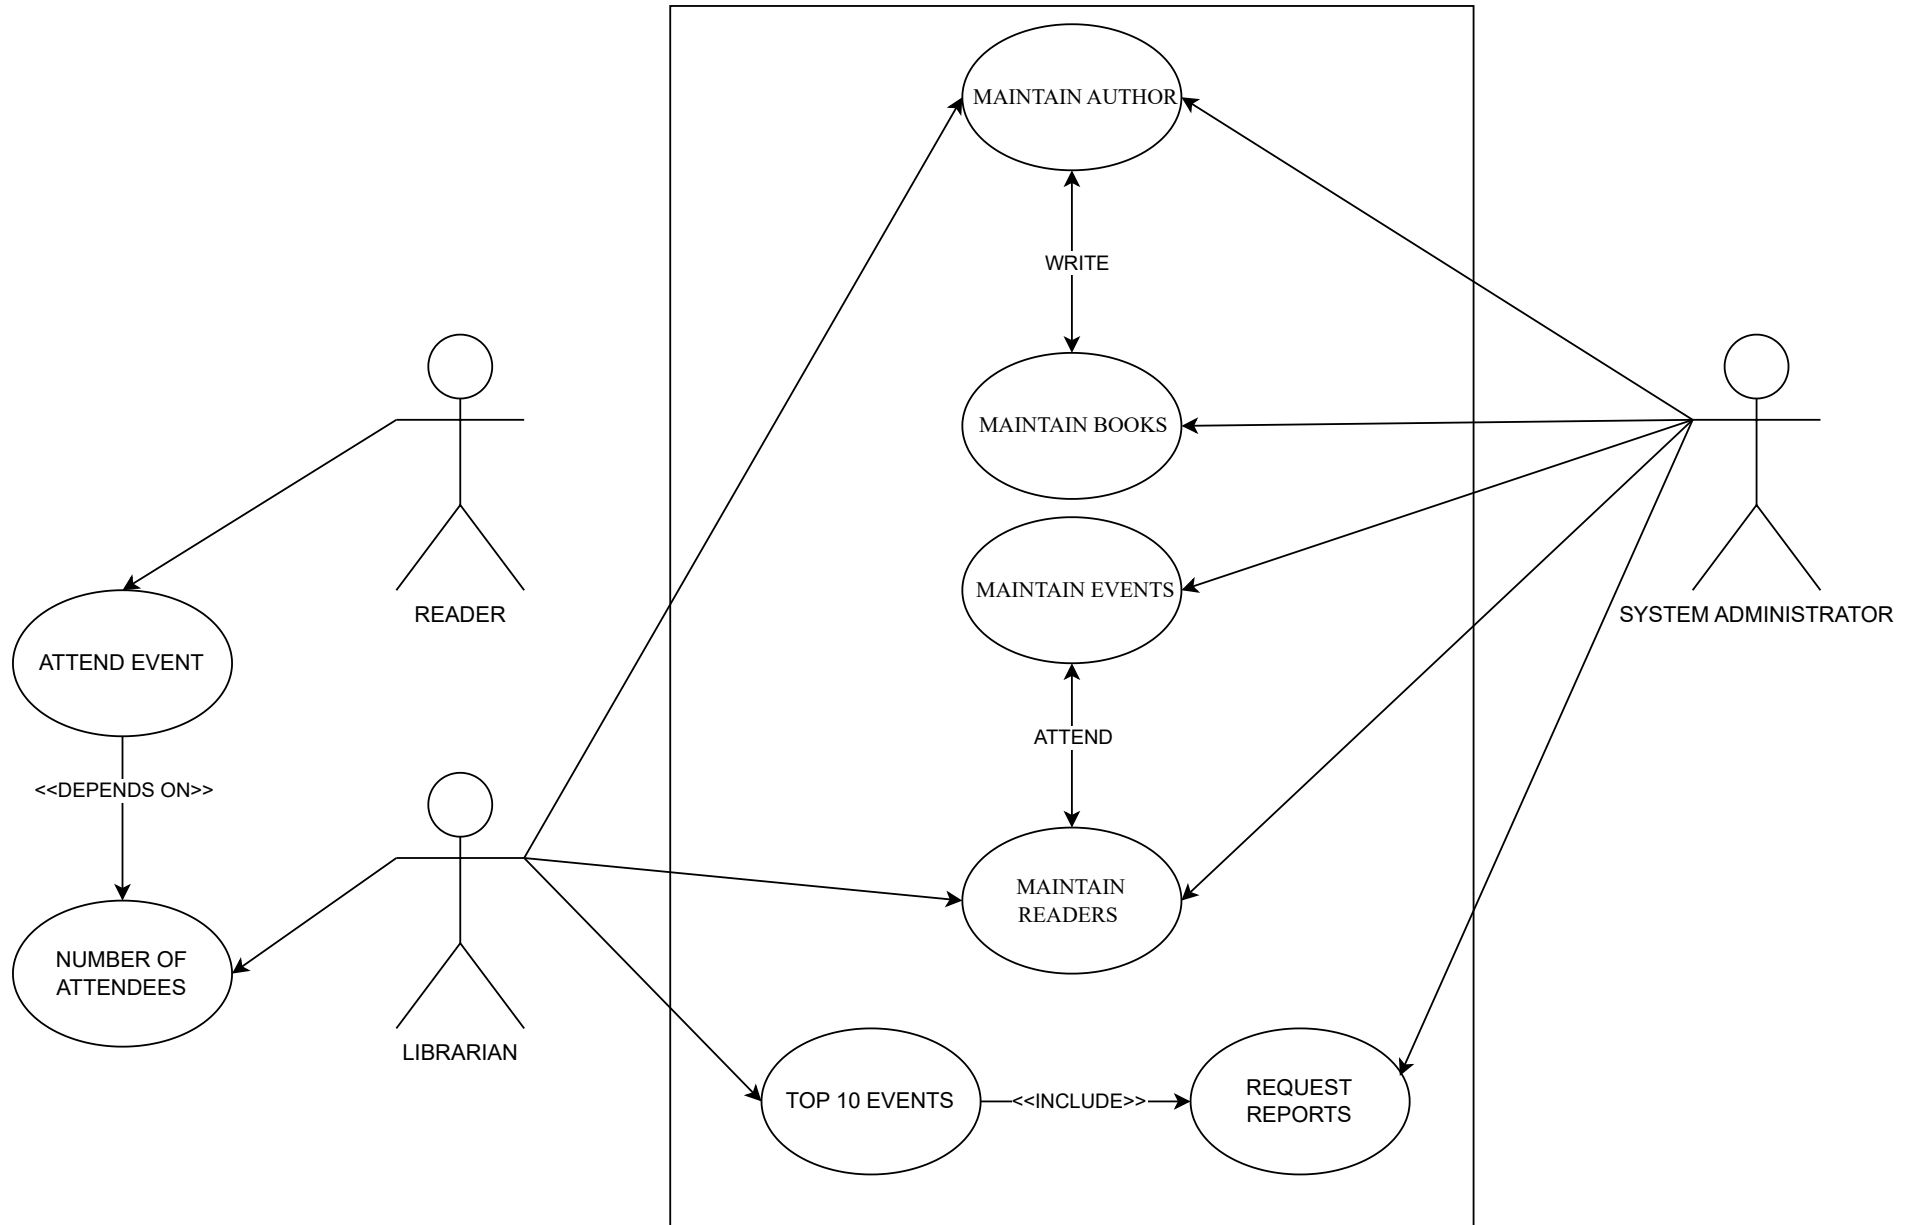 MAINTAIN AUTHOR
WRITE
MAINTAIN BOOKS
MAINTAIN EVENTS
READER
SYSTEM ADMINISTRATOR
ATTEND EVENT
ATTEND
<<DEPENDS ON>>
MAINTAIN
READERS
NUMBER OF
ATTENDEES
LIBRARIAN
TOP 10 EVENTS
<<INCLUDE>>
REQUEST
REPORTS